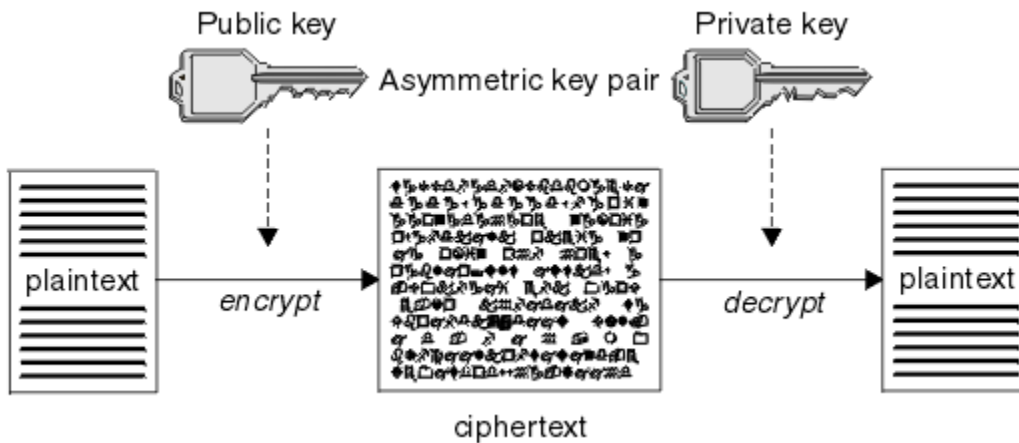 Public key
Private key
Asymmetric key pair
plaintext
encrypt
decrypt
plaintext
ciphertext